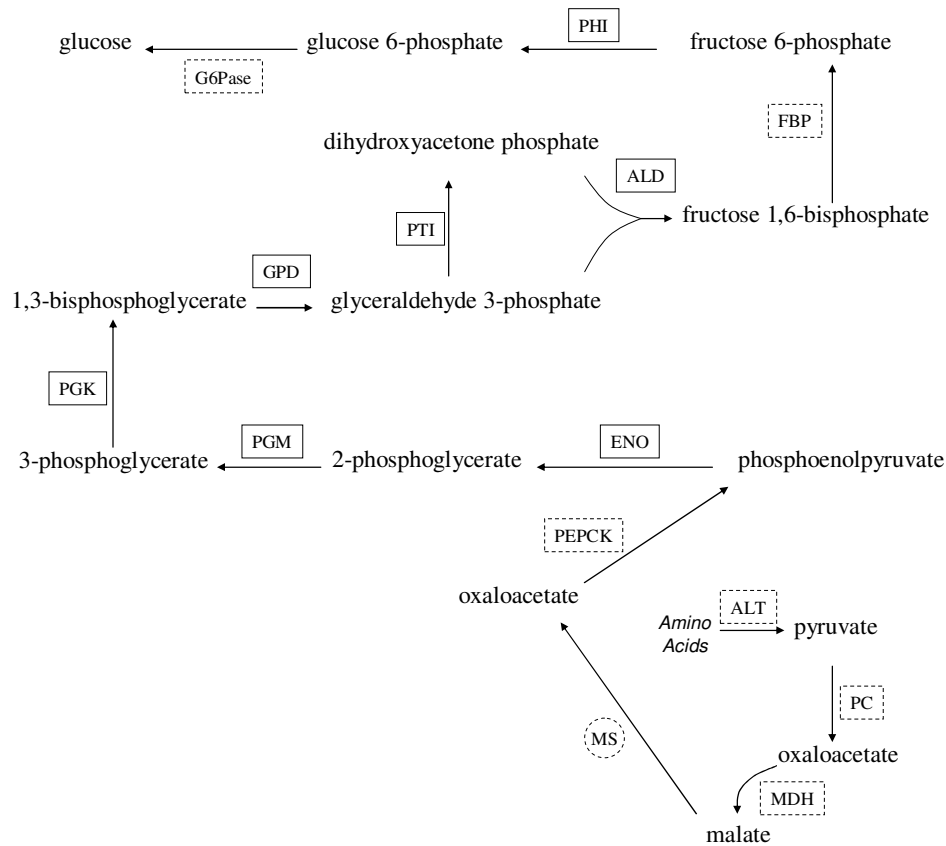 PHI
glucose
glucose 6-phosphate
fructose 6-phosphate
G6Pase
FBP
dihydroxyacetone phosphate
ALD
fructose 1,6-bisphosphate
PTI
GPD
1,3-bisphosphoglycerate
glyceraldehyde 3-phosphate
PGK
PGM
ENO
3-phosphoglycerate
2-phosphoglycerate
phosphoenolpyruvate
PEPCK
oxaloacetate
ALT
Amino
Acids
pyruvate
PC
MS
oxaloacetate
MDH
malate